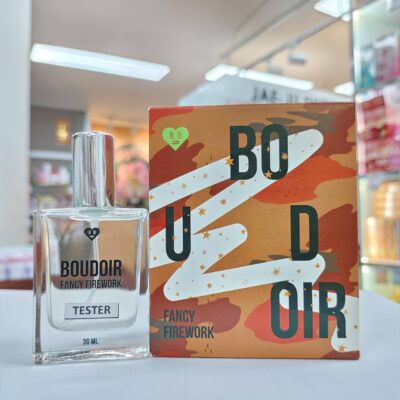 BOUDOIR
FANCY FIREWORK
TESTER
30 ML
BO
U D
OIR
FANCY
FIREWORK